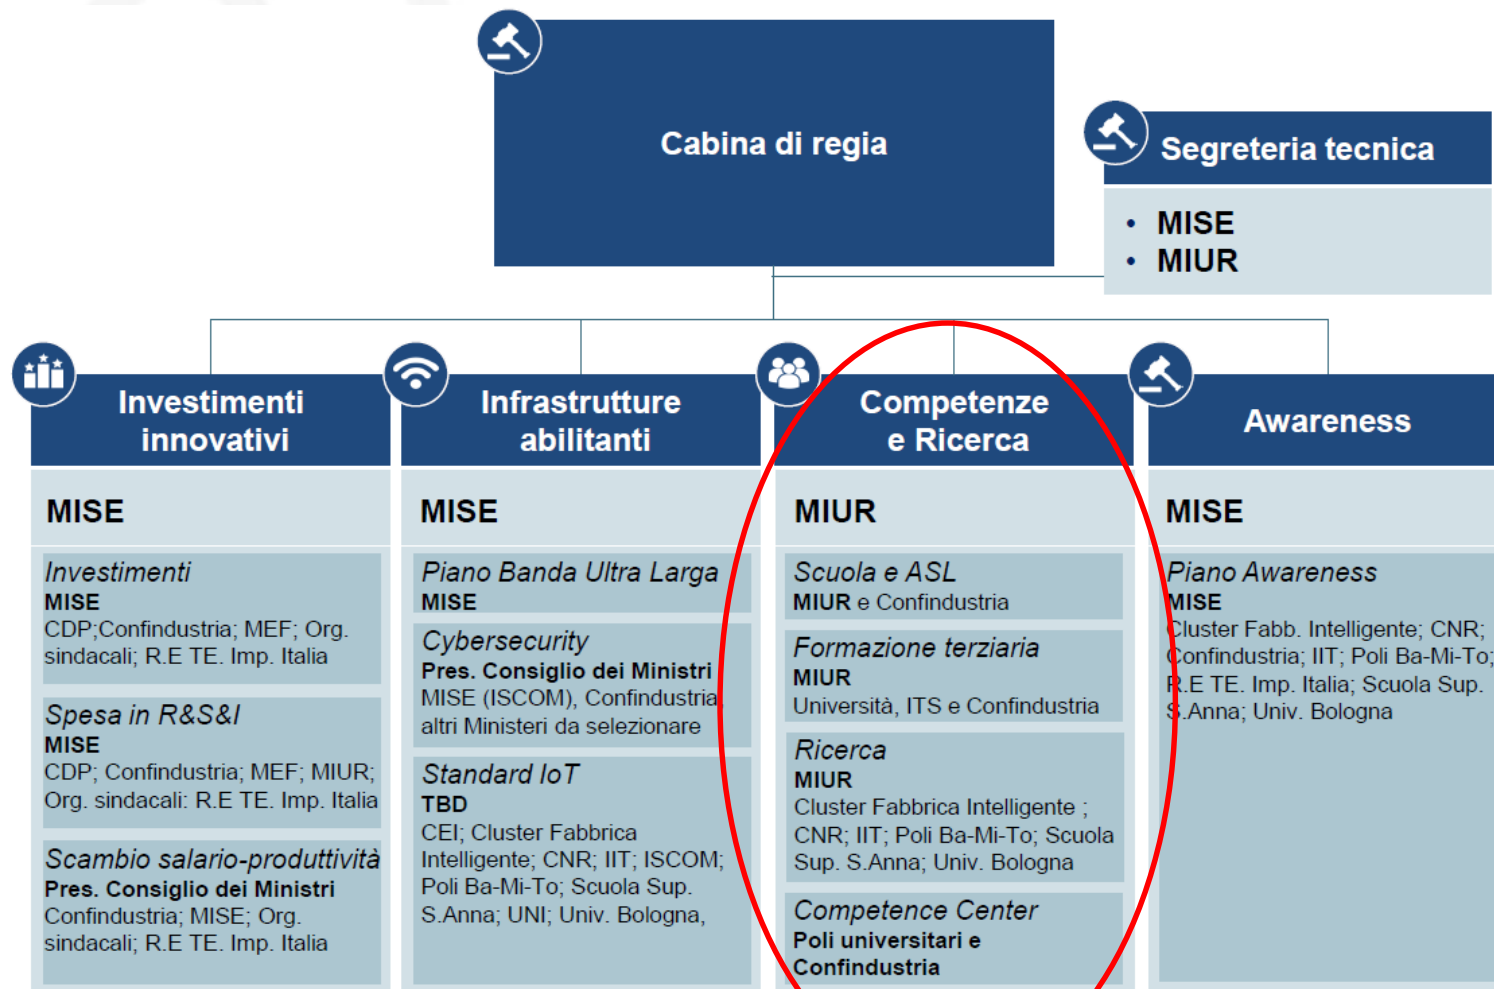 Cabina di regia
Segreteria tecnica
• MISE
• MIUR
Investimenti
innovativi
MISE
Investimenti
MISE
CDP;Confindustria; MEF; Org.
sindacali; R.E TE. Imp. Italia
Spesa in R&S&I
MISE
CDP; Confindustria; MEF; MIUR;
Org. sindacali: R.E TE. Imp. Italia
Scambio salario-produttività
Pres. Consiglio dei Ministri
Confindustria; MISE; Org.
sindacali; R.E TE. Imp. Italia
Infrastrutture
abilitanti
MISE
Piano Banda Ultra Larga
MISE
Cybersecurity
Pres. Consiglio dei Ministri
MISE (ISCOM), Confindustria,
altri Ministeri da selezionare
Standard IoT
TBD
CEI; Cluster Fabbrica
Intelligente; CNR; IIT; ISCOM;
Poli Ba-Mi-To; Scuola Sup.
S.Anna; UNI; Univ. Bologna,
Competenze
e Ricerca
MIUR
Scuola e ASL
MIUR e Confindustria
Formazione terziaria
MIUR
Università, ITS e Confindustria
Ricerca
MIUR
Cluster Fabbrica Intelligente ;
CNR; IIT; Poli Ba-Mi-To; Scuola
Sup. S.Anna; Univ. Bologna
Competence Center
Poli universitari e
Confindustria
Awareness
MISE
Piano Awareness
MISE
Cluster Fabb. Intelligente; CNR;
Confindustria; IIT; Poli Ba-Mi-To;
R.E TE. Imp. Italia; Scuola Sup.
S.Anna; Univ. Bologna